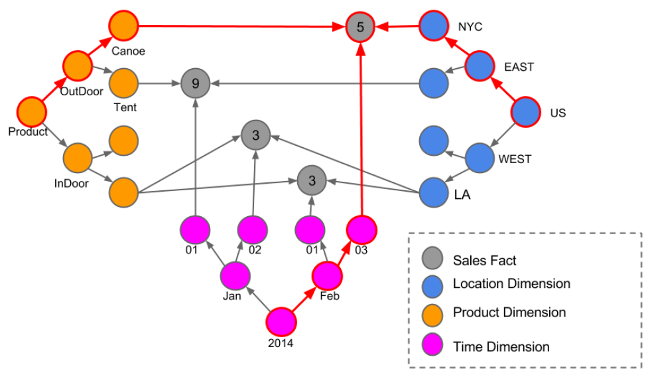 5
NYC
Canoe
EAST
OutDoor
9
Tent
US
Product
3
WEST
InDoor
3
LA
01
02
01
03
Sales Fact
Location Dimension
Jan
Feb
Product Dimension
2014
Time Dimension